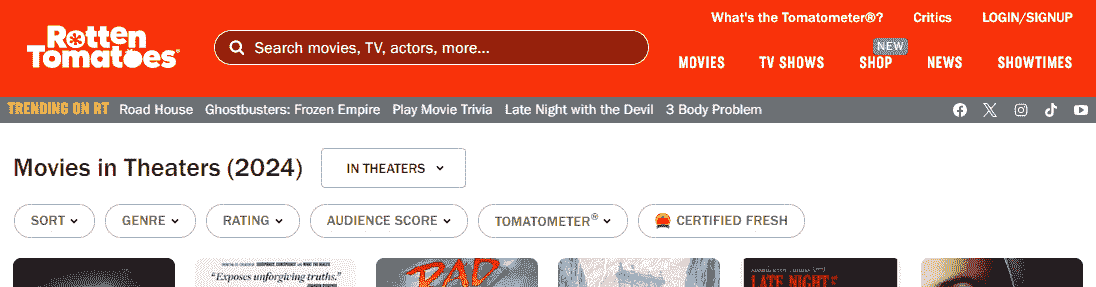 What's the Tomatometer®? Critics LOGIN/SIGNUP
Rotten
Tomatoes®
Search movies, TV, actors, more...
NEW
MOVIES TV SHOWS SHOP NEWS SHOWTIMES
TRENDING ON RT Road House Ghostbusters: Frozen Empire Play Movie Trivia Late Night with the Devil 3 Body Problem
Movies in Theaters (2024) IN THEATERS
SORT GENRE RATING AUDIENCE SCORE TOMATOMETER® CERTIFIED FRESH
"Exposes unforgiving truths."
LATE NIGHT